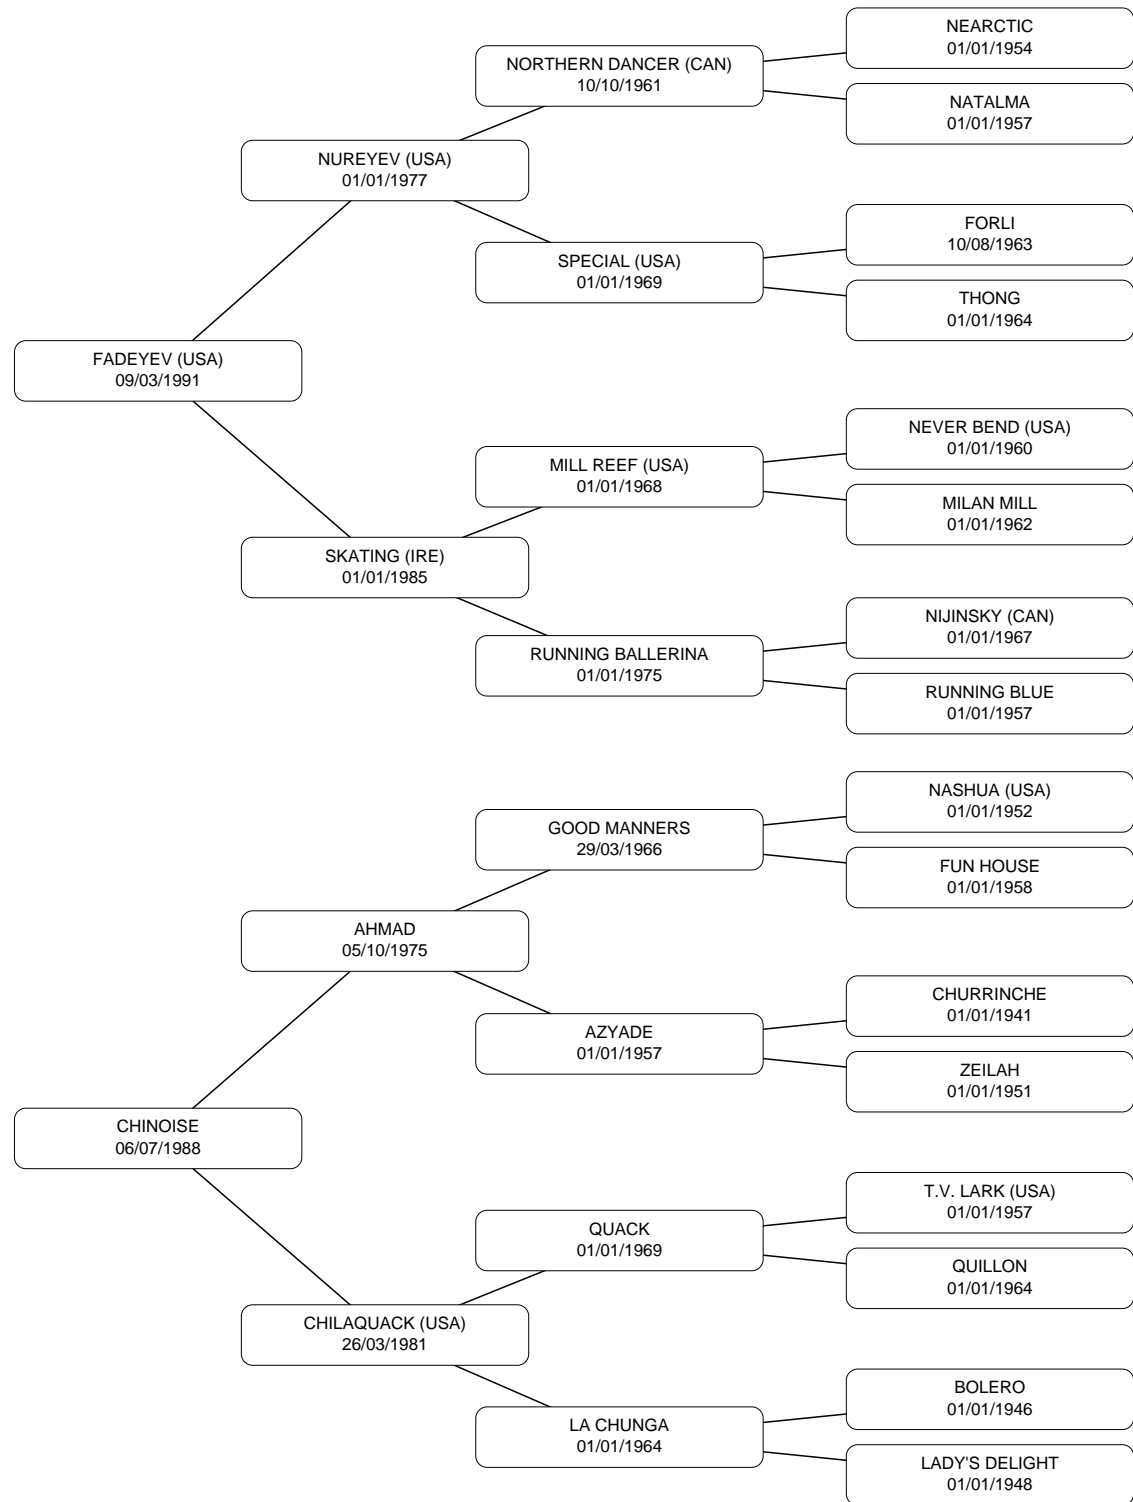 NEARCTIC
01/01/1954
NORTHERN DANCER (CAN)
10/10/1961
NATALMA
01/01/1957
NUREYEV (USA)
01/01/1977
FORLI
10/08/1963
SPECIAL (USA)
01/01/1969
THONG
01/01/1964
FADEYEV (USA)
09/03/1991
NEVER BEND (USA)
01/01/1960
MILL REEF (USA)
01/01/1968
MILAN MILL
01/01/1962
SKATING (IRE)
01/01/1985
NIJINSKY (CAN)
01/01/1967
RUNNING BALLERINA
01/01/1975
RUNNING BLUE
01/01/1957
NASHUA (USA)
01/01/1952
GOOD MANNERS
29/03/1966
FUN HOUSE
01/01/1958
AHMAD
05/10/1975
CHURRINCHE
01/01/1941
AZYADE
01/01/1957
ZEILAH
01/01/1951
CHINOISE
06/07/1988
T.V. LARK (USA)
01/01/1957
QUACK
01/01/1969
QUILLON
01/01/1964
CHILAQUACK (USA)
26/03/1981
BOLERO
01/01/1946
LA CHUNGA
01/01/1964
LADY'S DELIGHT
01/01/1948